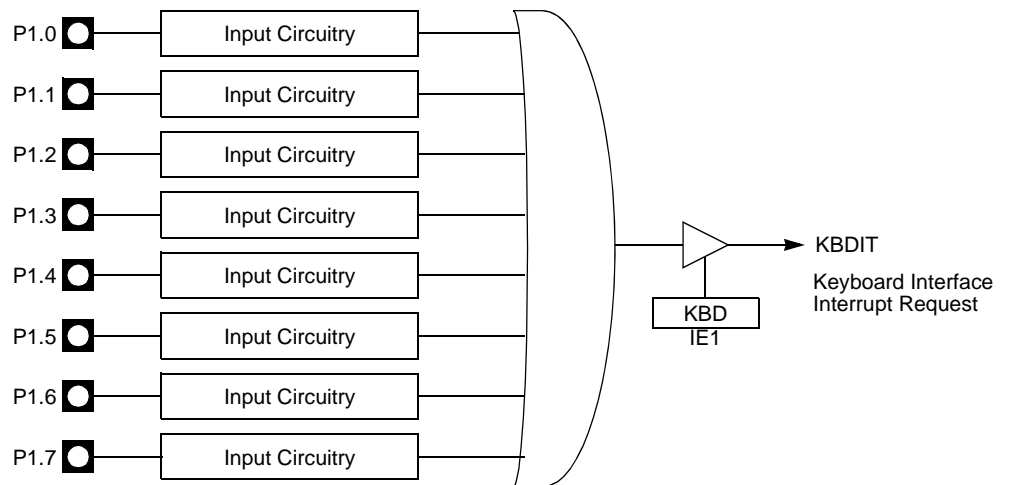 P1.0 Input Circuitry
P1.1 Input Circuitry
P1.2 Input Circuitry
P1.3 Input Circuitry
P1.4 Input Circuitry
P1.5 Input Circuitry
P1.6 Input Circuitry
P1.7 Input Circuitry
KBDIT
Keyboard Interface
Interrupt Request
KBD
IE1